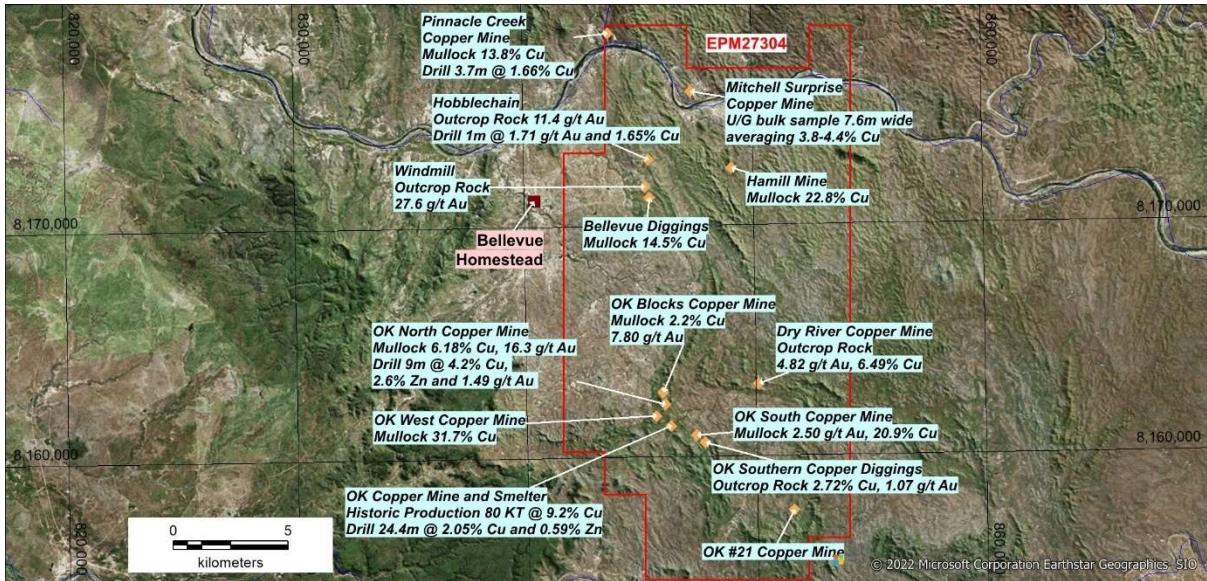 820,000
830,000
860,000
Pinnacle Creek
Copper Mine
Mullock 13.8% Cu
Drill 3.7m @ 1.66% Cu
EPM27304
Mitchell Surprise
Copper Mine
U/G bulk sample 7.6m wide
averaging 3.8-4.4% Cu
Hobblechain
Outcrop Rock 11.4 g/t Au
Drill 1m @ 1.71 g/t Au and 1.65% Cu
Windmill
Outcrop Rock
27.6 g/t Au
Hamill Mine
Mullock 22.8% Cu
8,170,000
8,170,000
Bellevue Diggings
Mullock 14.5% Cu
Bellevue
Homestead
OK Blocks Copper Mine
Mullock 2.2% Cu
7.80 g/t Au
OK North Copper Mine
Mullock 6.18% Cu, 16.3 g/t Au
Drill 9m @ 4.2% Cu,
2.6% Zn and 1.49 g/t Au
Dry River Copper Mine
Outcrop Rock
4.82 g/t Au, 6.49% Cu
OK West Copper Mine
Mullock 31.7% Cu
OK South Copper Mine
Mullock 2.50 g/t Au, 20.9% Cu
8,160,000
8,160,000
OK Southern Copper Diggings
Outcrop Rock 2.72% Cu, 1.07 g/t Au
OK Copper Mine and Smelter
Historic Production 80 KT @ 9.2% Cu
Drill 24.4m @ 2.05% Cu and 0.59% Zn
OK #21 Copper Mine
0 5
kilometers
820,000
830,000
860,000
© 2022 Microsoft Corporation Earthstar Geographics SIO